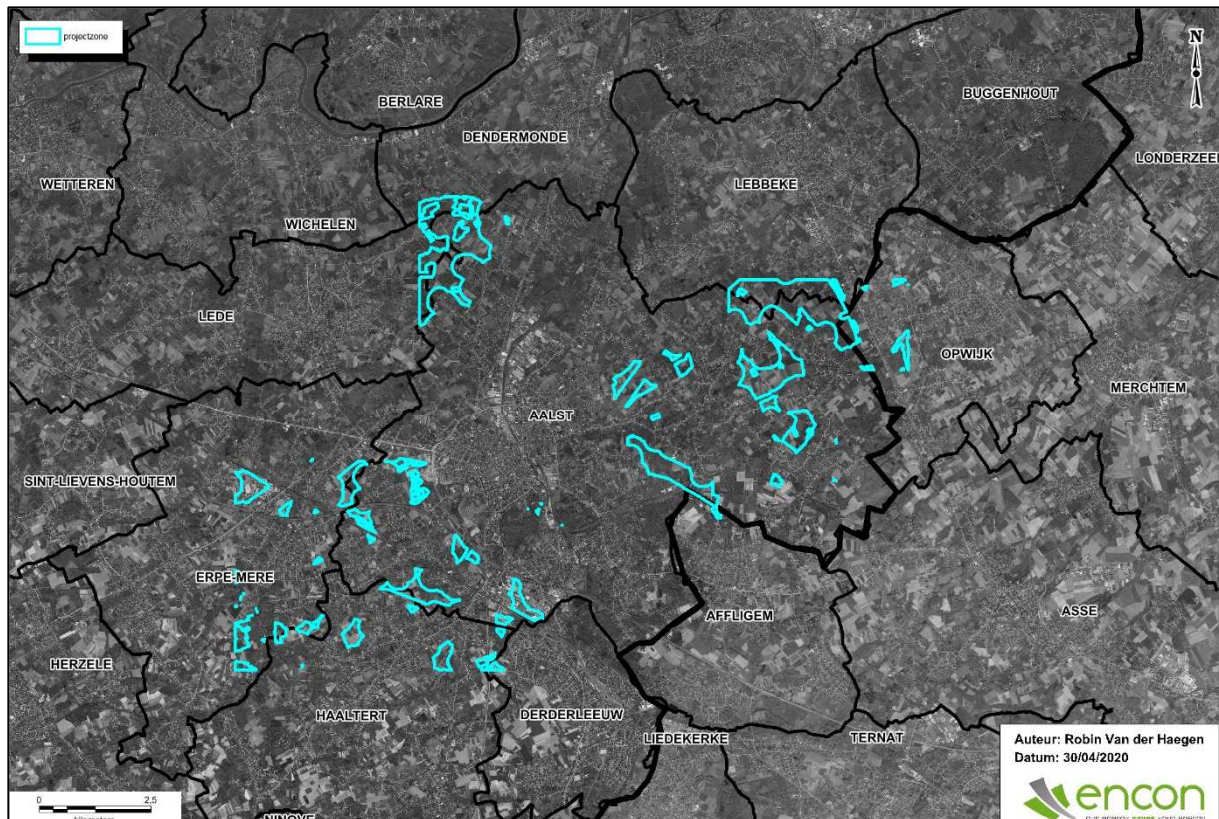 projectzone
N
BERLARE
BUGGENHOUT
DENDERMONDE
LONDERZEE
WETTEREN
LEBBEKE
WICHELEN
LEDE
OPWIJK
MERCHTEM
AALST
SINT-LIEVENS-HOUTEM
ERPE-MERE
AFFLIGEM
ASSE
HERZELE
HAALTERT
DERDERLEEUW
LIEDEKERKE
TERNAT
Auteur: Robin Van der Haegen
Datum: 30/04/2020
0 2,5
encon